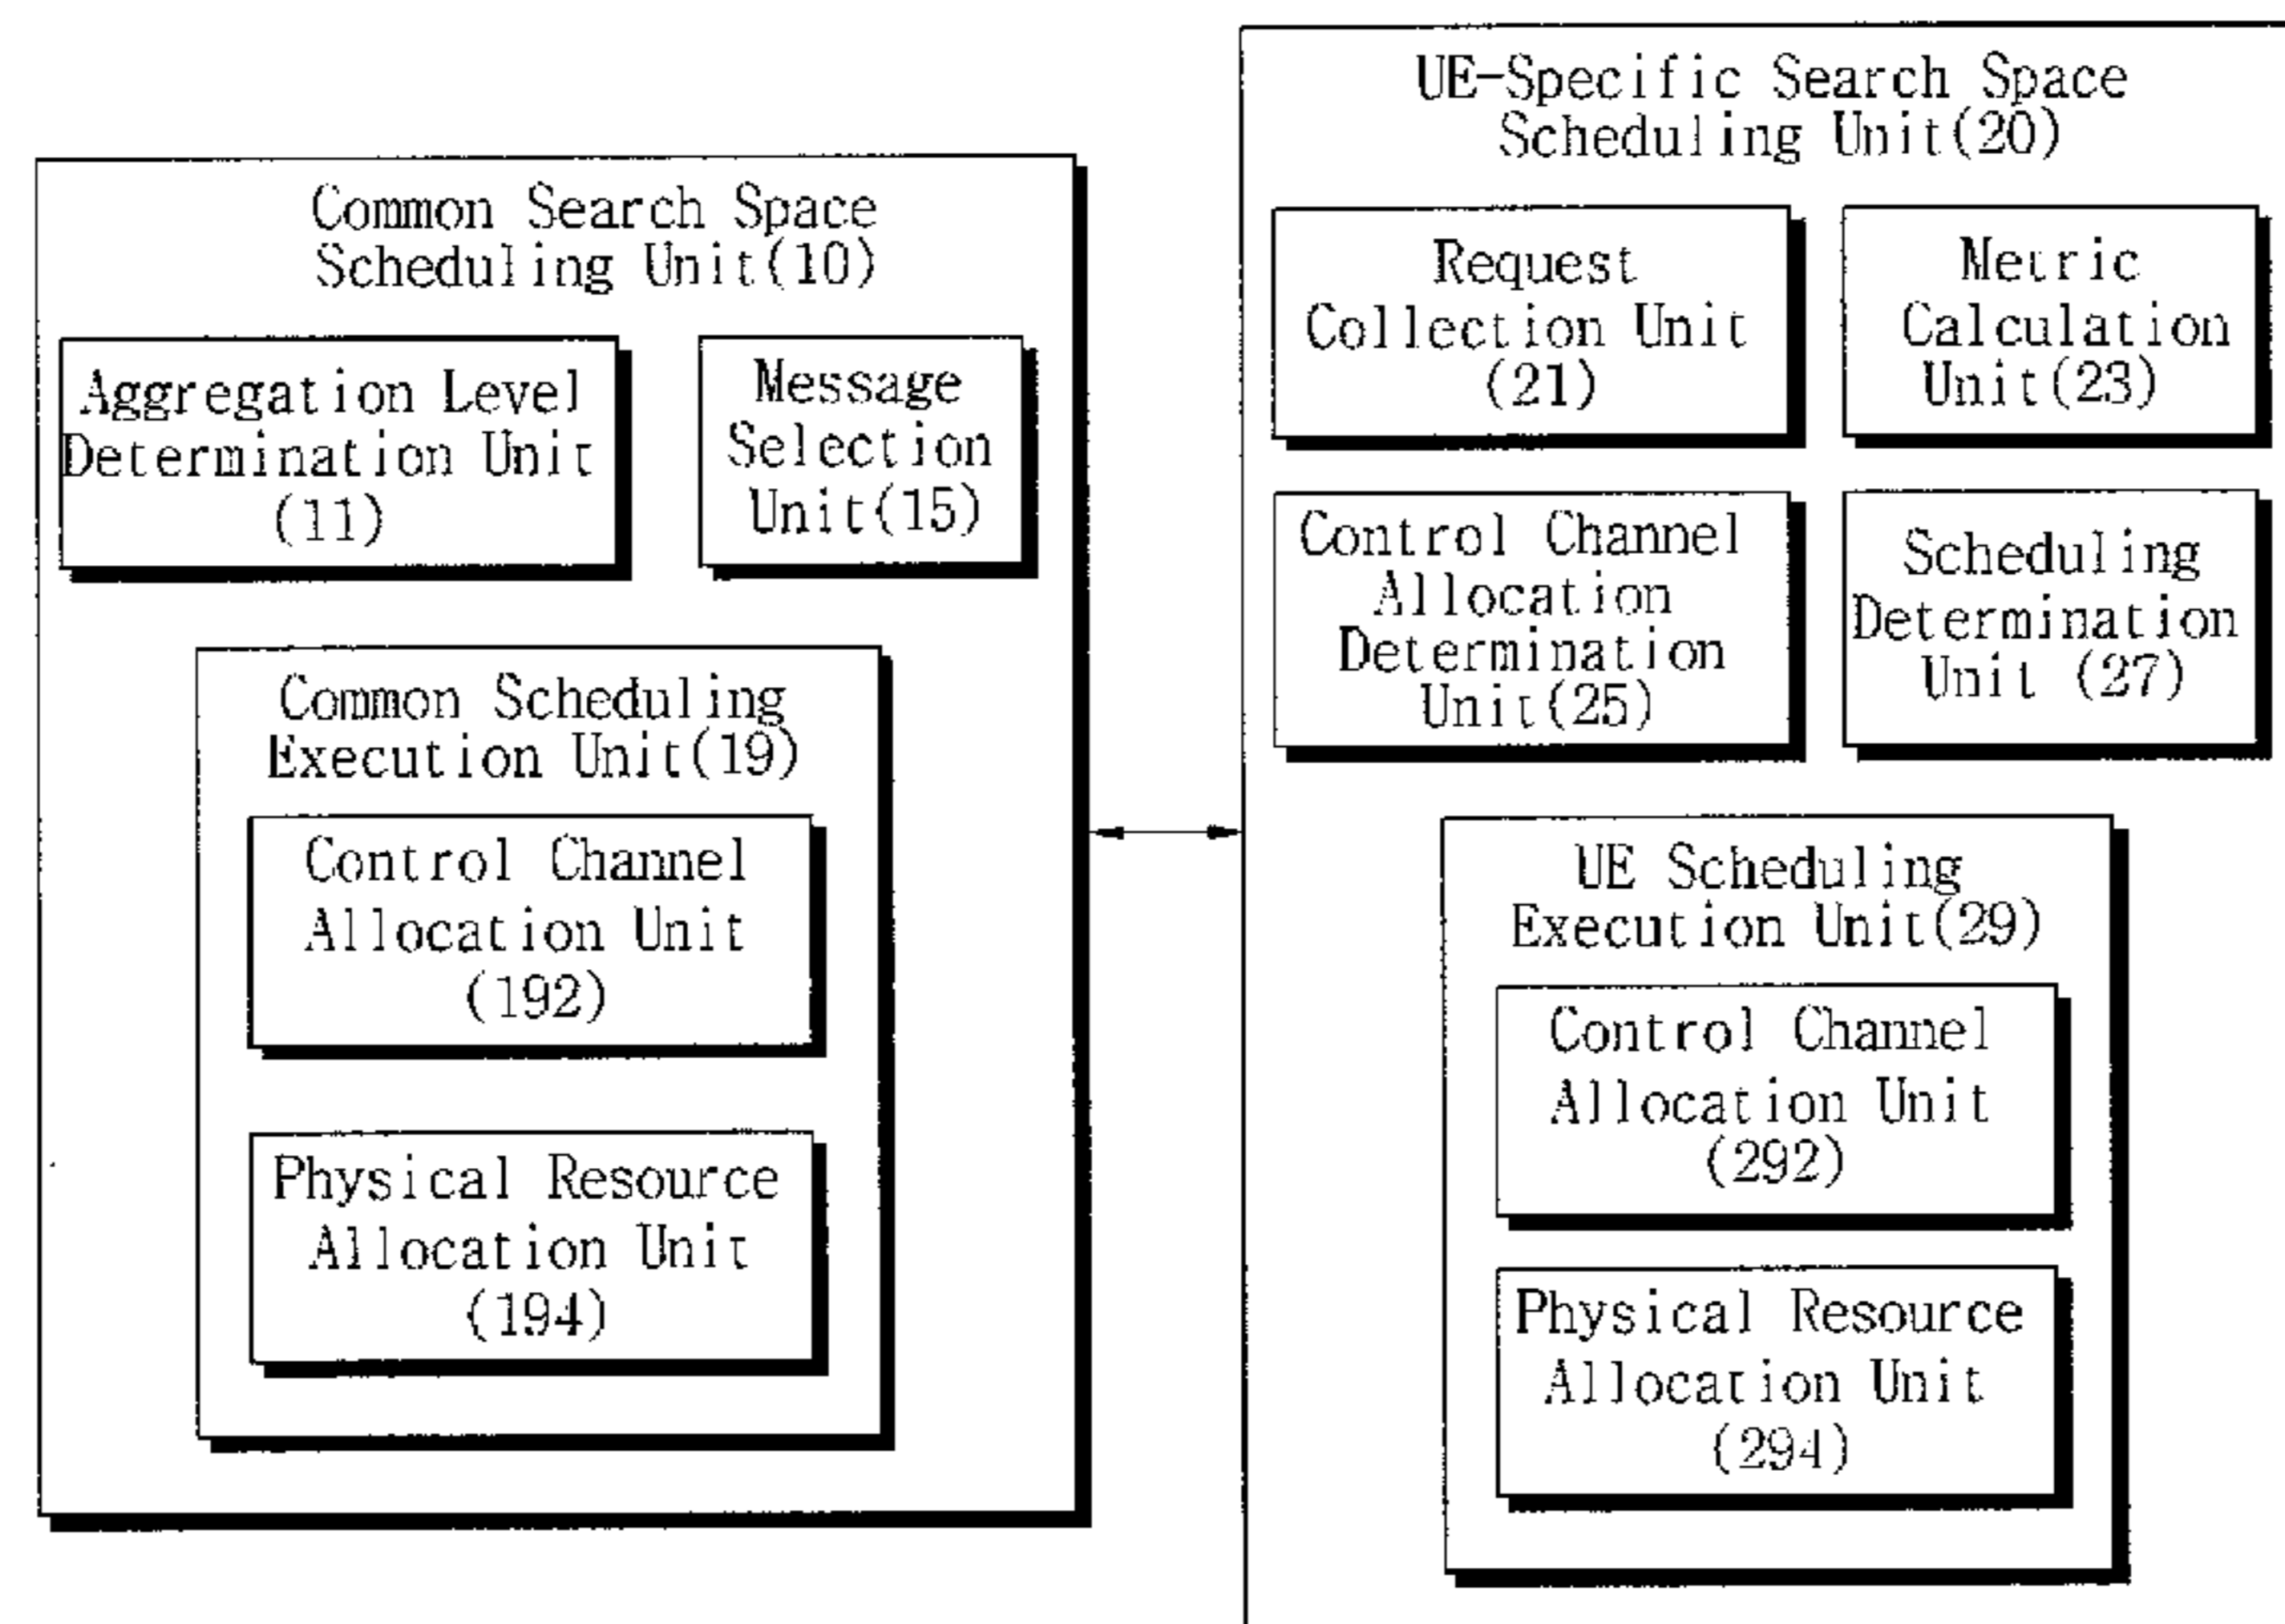 Common Search Space
Scheduling Unit(10)
Aggregation Level
Determination Unit
(11)
Message
Selection
Unit(15)
Common Scheduling
Execution Unit(19)
Control Channel
Allocation Unit
(192)
Physical Resource
Allocation Unit
(194)
UE-Specific Search Space
Scheduling Unit(20)
Request
Collection Unit
(21)
Metric
Calculation
Unit(23)
Control Channel
Allocation
Determination
Unit(25)
Scheduling
Determination
Unit (27)
UE Scheduling
Execution Unit(29)
Control Channel
Allocation Unit
(292)
Physical Resource
Allocation Unit
(294)